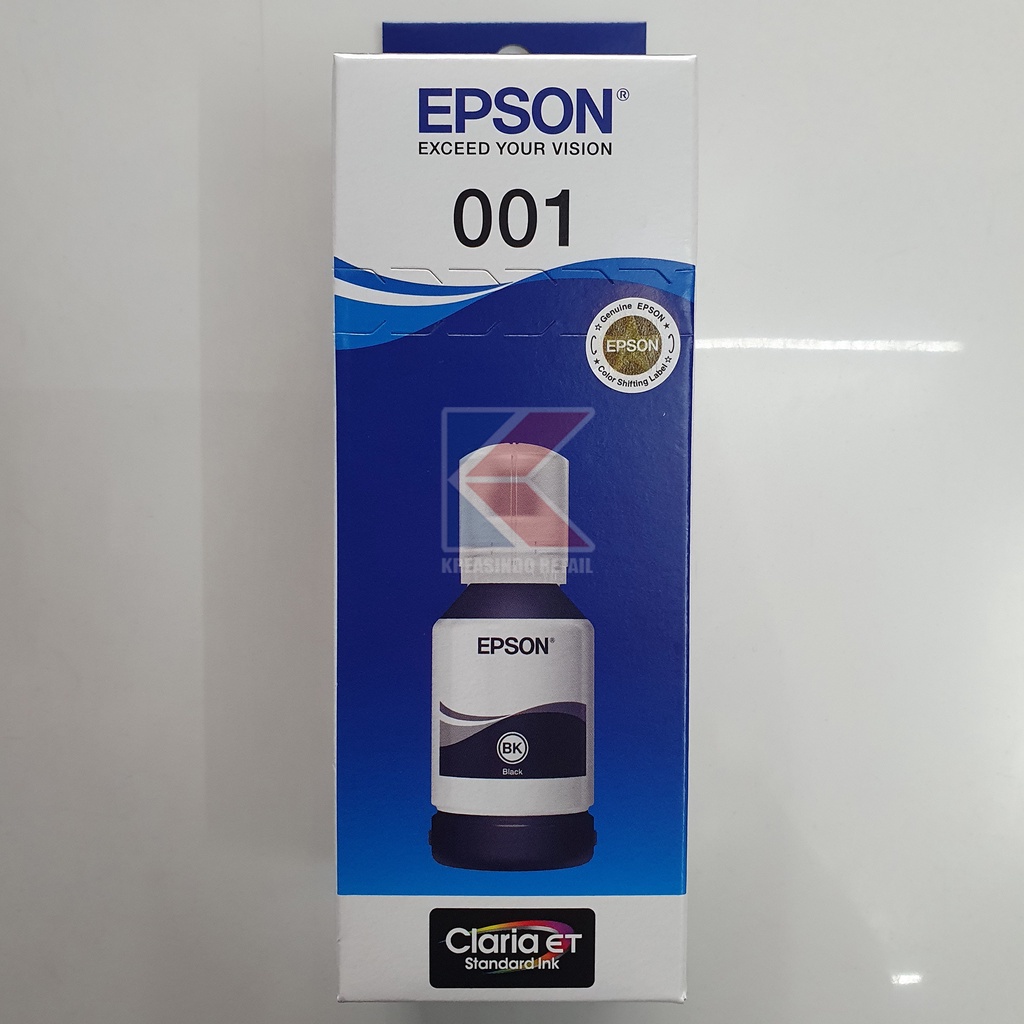 EPSON®
EXCEED YOUR VISION
001
☆ Genuine EPSON ★
EPSON
★ Color Shifting Label ☆
KREASINDO RETAIL
EPSON®
BK
Black
Claria ET
Standard Ink